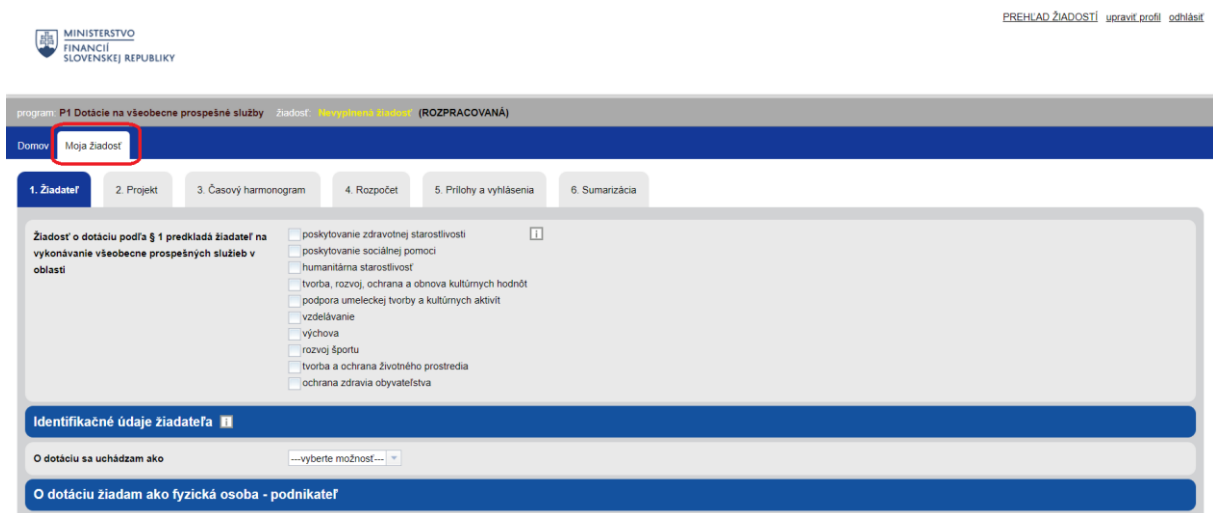 PREHĽAD ŽIADOSTÍ upraviť profil odhlásiť
MINISTERSTVO
FINANCIÍ
SLOVENSKEJ REPUBLIKY
program: P1 Dotácie na všeobecne prospešné služby žiadosť: Nevyplnená žiadosť (ROZPRACOVANÁ)
Domov Moja žiadosť
1. Žiadateľ 2. Projekt 3. Časový harmonogram 4. Rozpočet 5. Prílohy a vyhlásenia 6. Sumarizácia
Žiadosť o dotáciu podľa § 1 predkladá žiadateľ na
vykonávanie všeobecne prospešných služieb v
oblasti
poskytovanie zdravotnej starostlivosti
poskytovanie sociálnej pomoci
humanitárna starostlivosť
tvorba, rozvoj, ochrana a obnova kultúrnych hodnôt
podpora umeleckej tvorby a kultúrnych aktivít
vzdelávanie
výchova
rozvoj športu
tvorba a ochrana životného prostredia
ochrana zdravia obyvateľstva
Identifikačné údaje žiadateľa
O dotáciu sa uchádzam ako ---vyberte možnosť---
O dotáciu žiadam ako fyzická osoba - podnikateľ